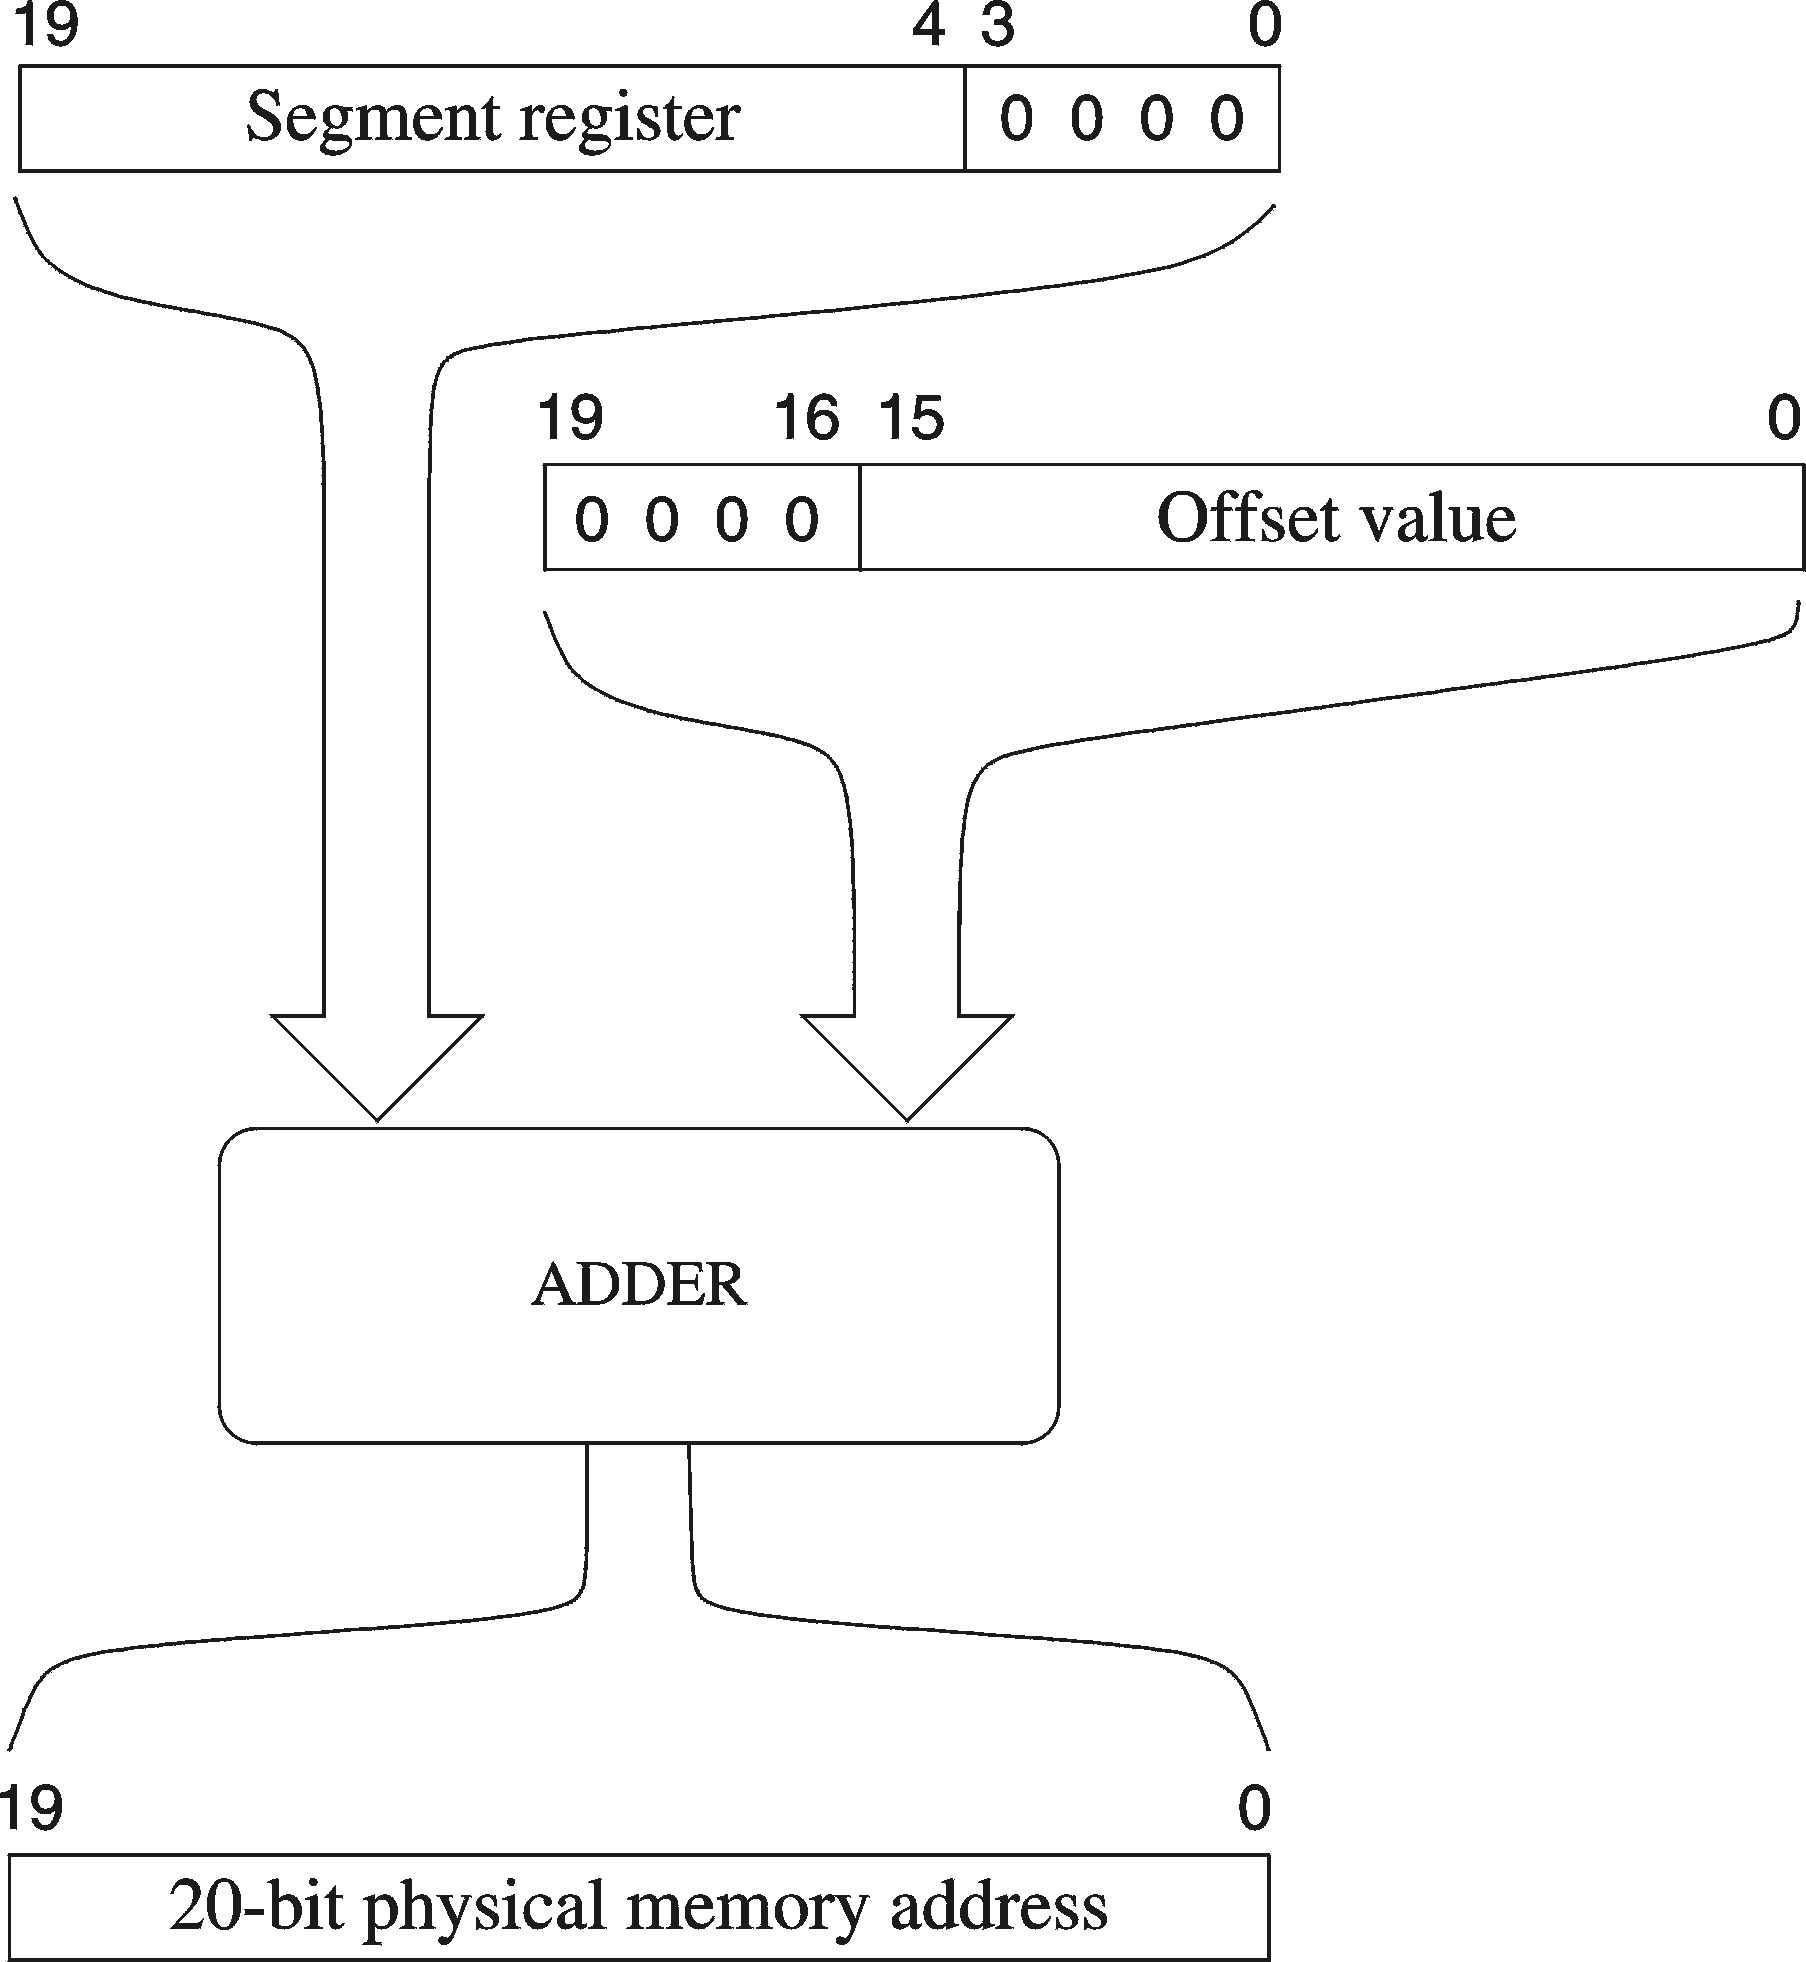 19 4 3 0
Segment register 0 0 0 0
19 16 15 0
0 0 0 0 Offset value
ADDER
19 0
20-bit physical memory address